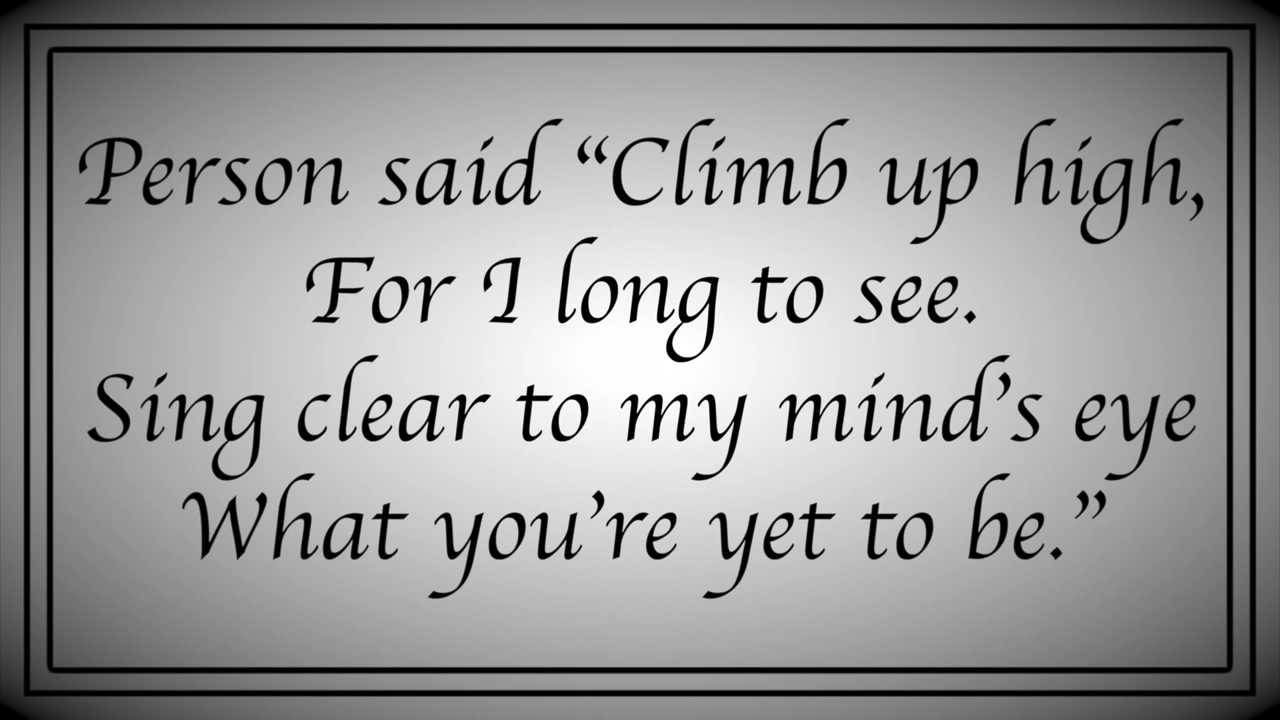 Person said “Climb up high,
For I long to see.
Sing clear to my mind’s eye
What you’re yet to be.”